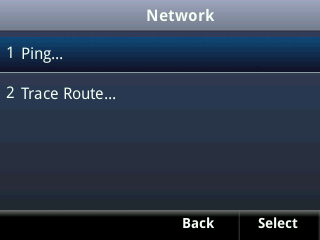 Network
1 Ping...
2 Trace Route...
Back Select